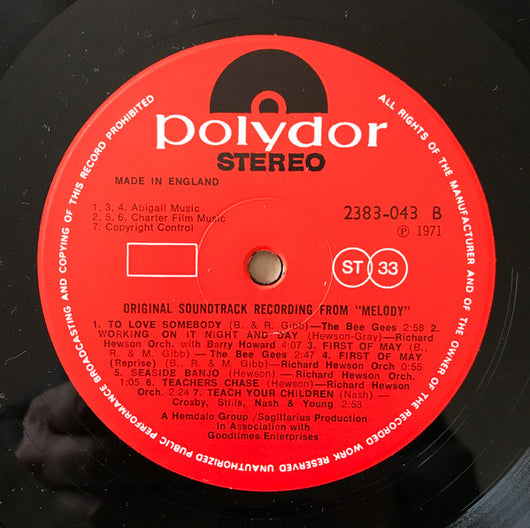 polydor
STEREO
MADE IN ENGLAND
1, 3, 4. Abigail Music
2, 5, 6. Charter Film Music
7. Copyright Control
2383-043 B
Ⓟ 1971
ST 33
ORIGINAL SOUNDTRACK RECORDING FROM "MELODY"
1. TO LOVE SOMEBODY (B. & R. Gibb)—The Bee Gees 2:58 2.
WORKING ON IT NIGHT AND DAY (Hewson-Gray)—Richard
Hewson Orch. with Barry Howard 4:07 3. FIRST OF MAY (B.,
R. & M. Gibb) — The Bee Gees 2:47 4. FIRST OF MAY
(Reprise) (B., R. & M. Gibb) — Richard Hewson Orch 0:55
5. SEASIDE BANJO (Hewson) — Richard Hewson Orch.
1:05 6. TEACHERS CHASE (Hewson)—Richard Hewson
Orch. 2:24 7. TEACH YOUR CHILDREN (Nash) —
Crosby, Stills, Nash & Young 2:53
A Hemdale Group/Sagittarius Production
in Association with
Goodtimes Enterprises
ALL RIGHTS OF THE MANUFACTURER AND OF THE OWNER OF THE RECORDED WORK RESERVED UNAUTHORIZED PUBLIC PERFORMANCE BROADCASTING AND COPYING OF THIS RECORD PROHIBITED